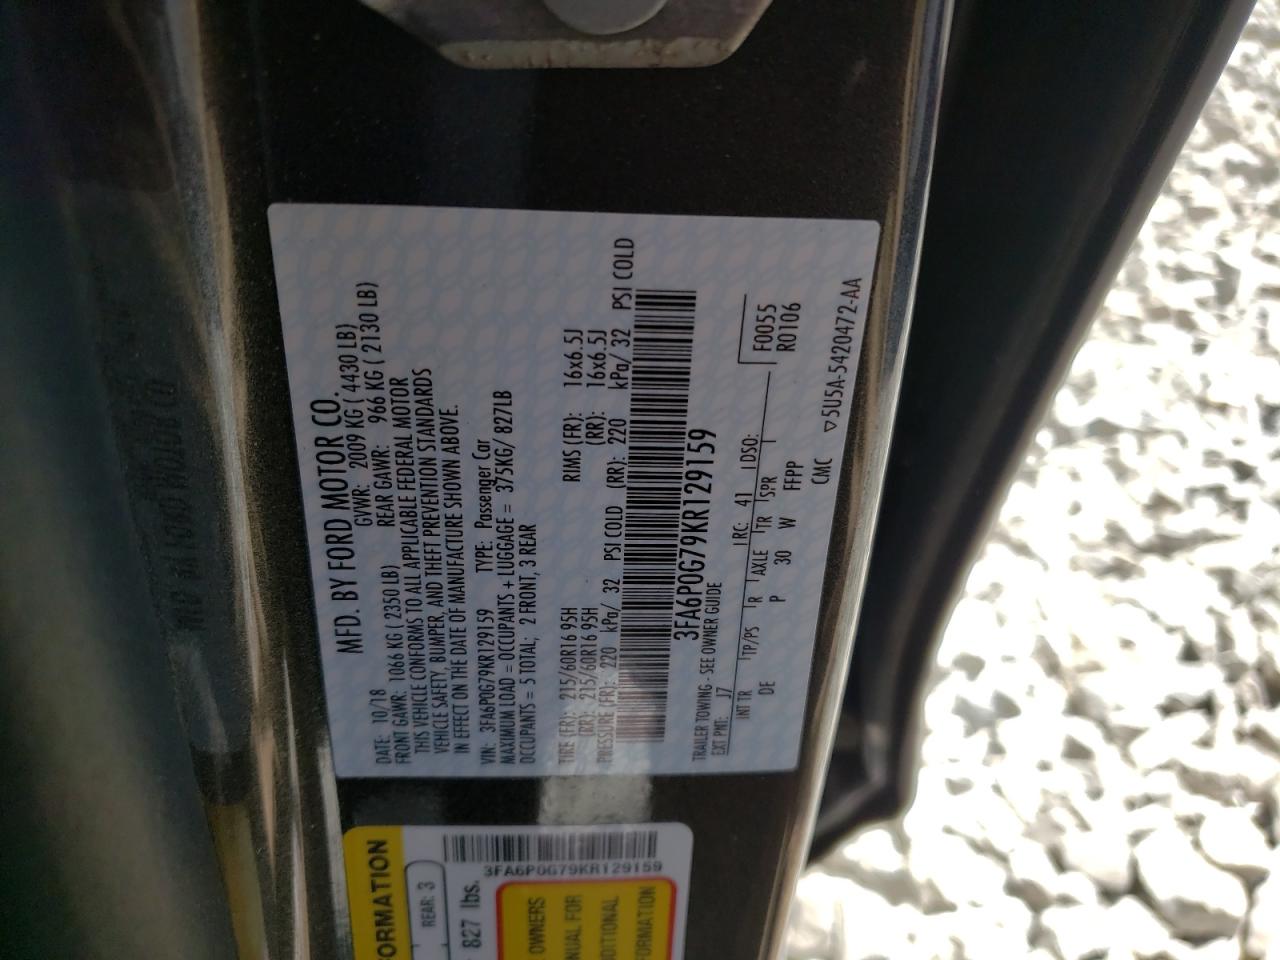 MFD. BY FORD MOTOR CO.
DATE: 10/18 GVWR: 2009 KG ( 4430 LB)
FRONT GAWR: 1066 KG ( 2350 LB) REAR GAWR: 966 KG ( 2130 LB)
THIS VEHICLE CONFORMS TO ALL APPLICABLE FEDERAL MOTOR
VEHICLE SAFETY, BUMPER, AND THEFT PREVENTION STANDARDS
IN EFFECT ON THE DATE OF MANUFACTURE SHOWN ABOVE.
VIN: 3FA6P0G79KR129159 TYPE: Passenger Car
MAXIMUM LOAD = OCCUPANTS + LUGGAGE = 375KG/ 827LB
OCCUPANTS = 5 TOTAL; 2 FRONT, 3 REAR
TIRE (FR): 215/60R16 95H RIMS (FR): 16x6.5J
(RR): 215/60R16 95H (RR): 16x6.5J
PRESSURE (FR): 220 kPa/ 32 PSI COLD (RR): 220 kPa/ 32 PSI COLD
3FA6P0G79KR129159
TRAILER TOWING - SEE OWNER GUIDE
EXT PNT: J7 RC: 41 DSO: F0055
INT TR TP/PS R AXLE TR SPR R0106
DE P 30 W FFPP
CMC ▽5U5A-5420472-AA
3FA6P0G79KR129159
ORMATION
REAR: 3
827 lbs.
OWNERS
NUAL FOR
DITIONAL
FORMATION